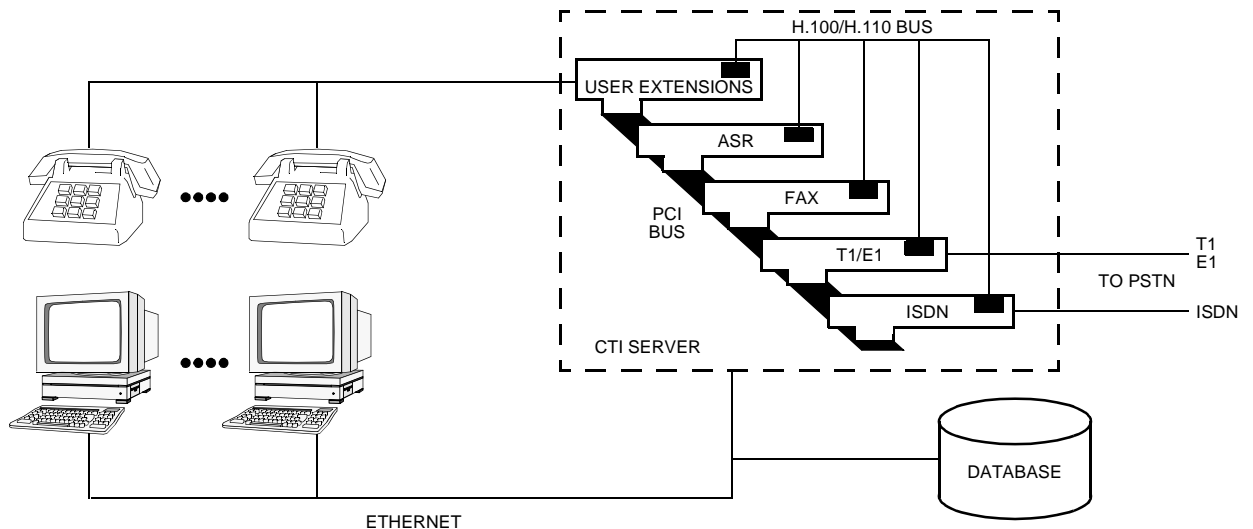 H.100/H.110 BUS
USER EXTENSIONS
ASR
FAX
PCI
BUS
T1/E1
T1
E1
TO PSTN
ISDN
ISDN
CTI SERVER
DATABASE
ETHERNET